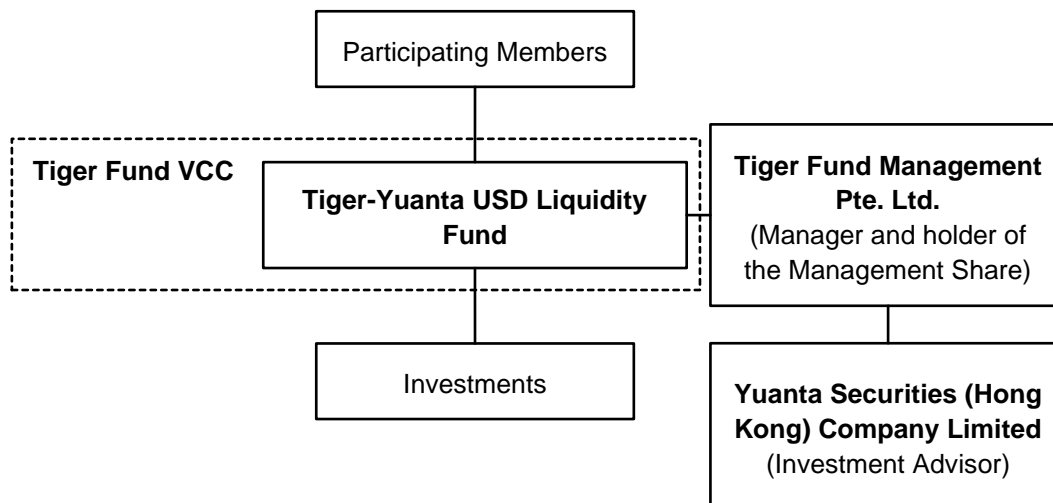 Participating Members
Tiger Fund VCC
Tiger-Yuanta USD Liquidity
Fund
Tiger Fund Management
Pte. Ltd.
(Manager and holder of
the Management Share)
Investments
Yuanta Securities (Hong
Kong) Company Limited
(Investment Advisor)